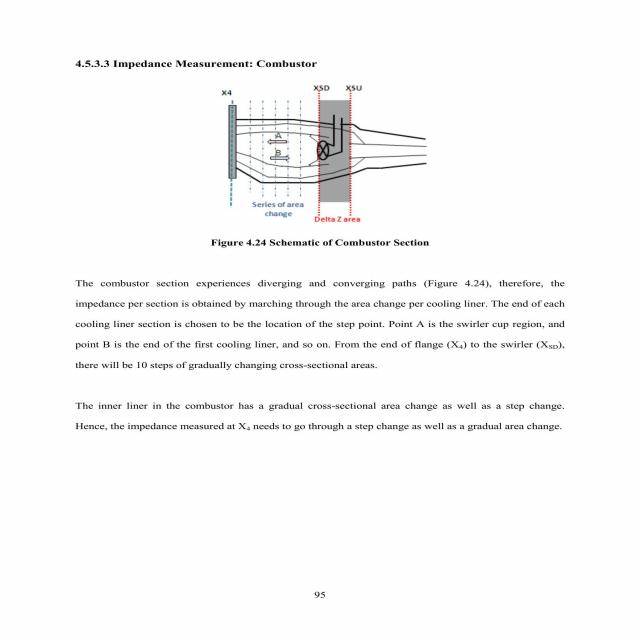 4.5.3.3 Impedance Measurement: Combustor
X4
XSD XSU
A
B
Series of area
change
Delta Z area
Figure 4.24 Schematic of Combustor Section
The combustor section experiences diverging and converging paths (Figure 4.24), therefore, the
impedance per section is obtained by marching through the area change per cooling liner. The end of each
cooling liner section is chosen to be the location of the step point. Point A is the swirler cup region, and
point B is the end of the first cooling liner, and so on. From the end of flange (X4) to the swirler (XSD),
there will be 10 steps of gradually changing cross-sectional areas.
The inner liner in the combustor has a gradual cross-sectional area change as well as a step change.
Hence, the impedance measured at X4 needs to go through a step change as well as a gradual area change.
95